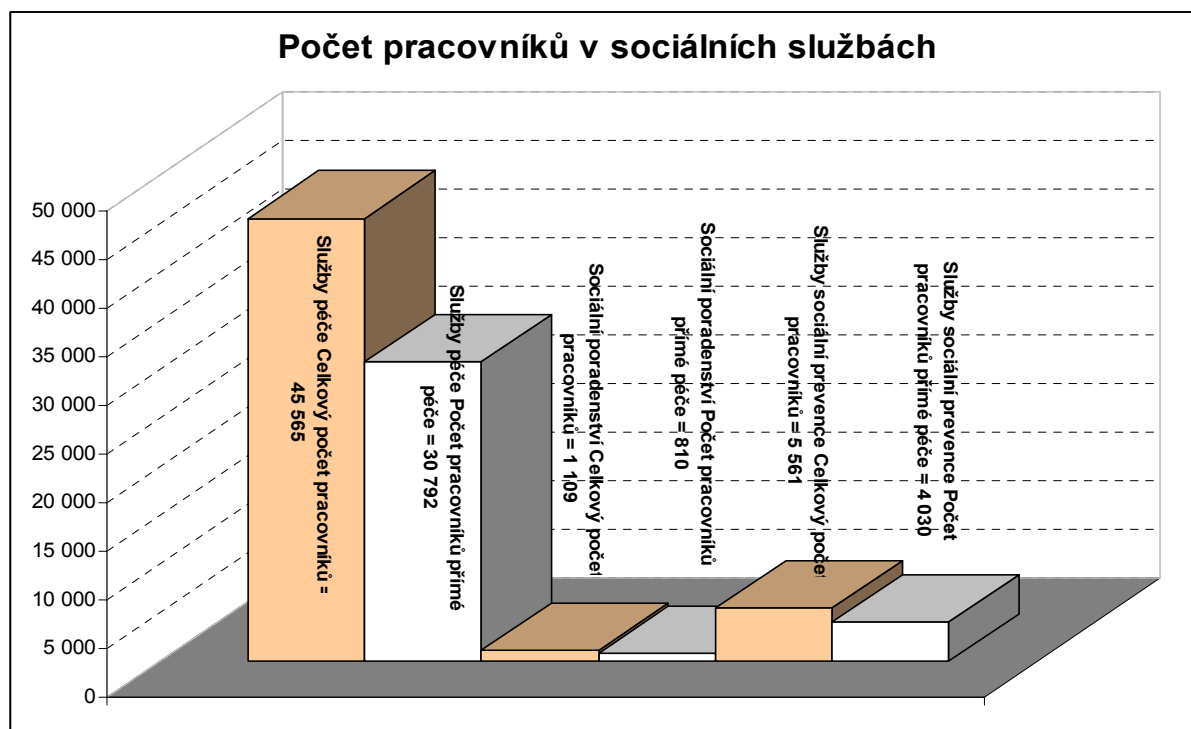 Počet pracovníků v sociálních službách
50 000
45 000
40 000
35 000
30 000
25 000
20 000
15 000
10 000
5 000
0
Služby péče Celkový počet pracovníků =
45 565
Služby péče Počet pracovníků přímé
péče = 30 792
Sociální poradenství Celkový počet
pracovníků = 1 109
Sociální poradenství Počet pracovníků
přímé péče = 810
Služby sociální prevence Celkový počet
pracovníků = 5 561
Služby sociální prevence Počet
pracovníků přímé péče = 4 030